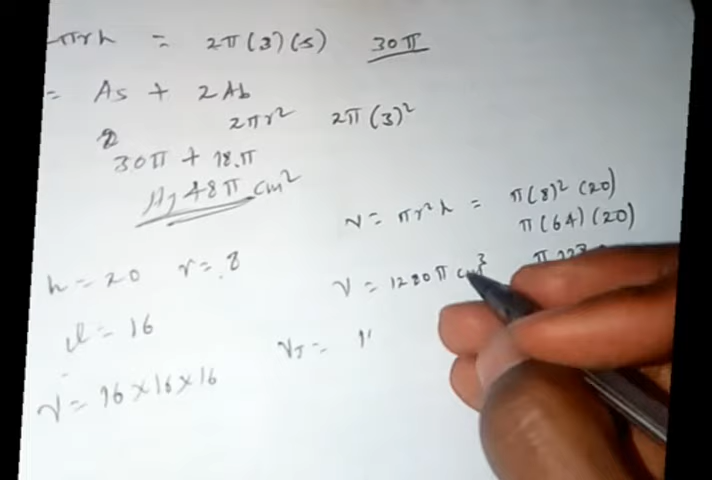 πrh = 2π(3)(5) 30π
= As + 2Ab
2πr² 2π(3)²
30π + 18π
48π cm²
V = πr²h = π(8)²(20)
π(64)(20)
h = 20 r = 8
V = 1280π cm³ π
l = 16
V_T =
V = 16×16×16